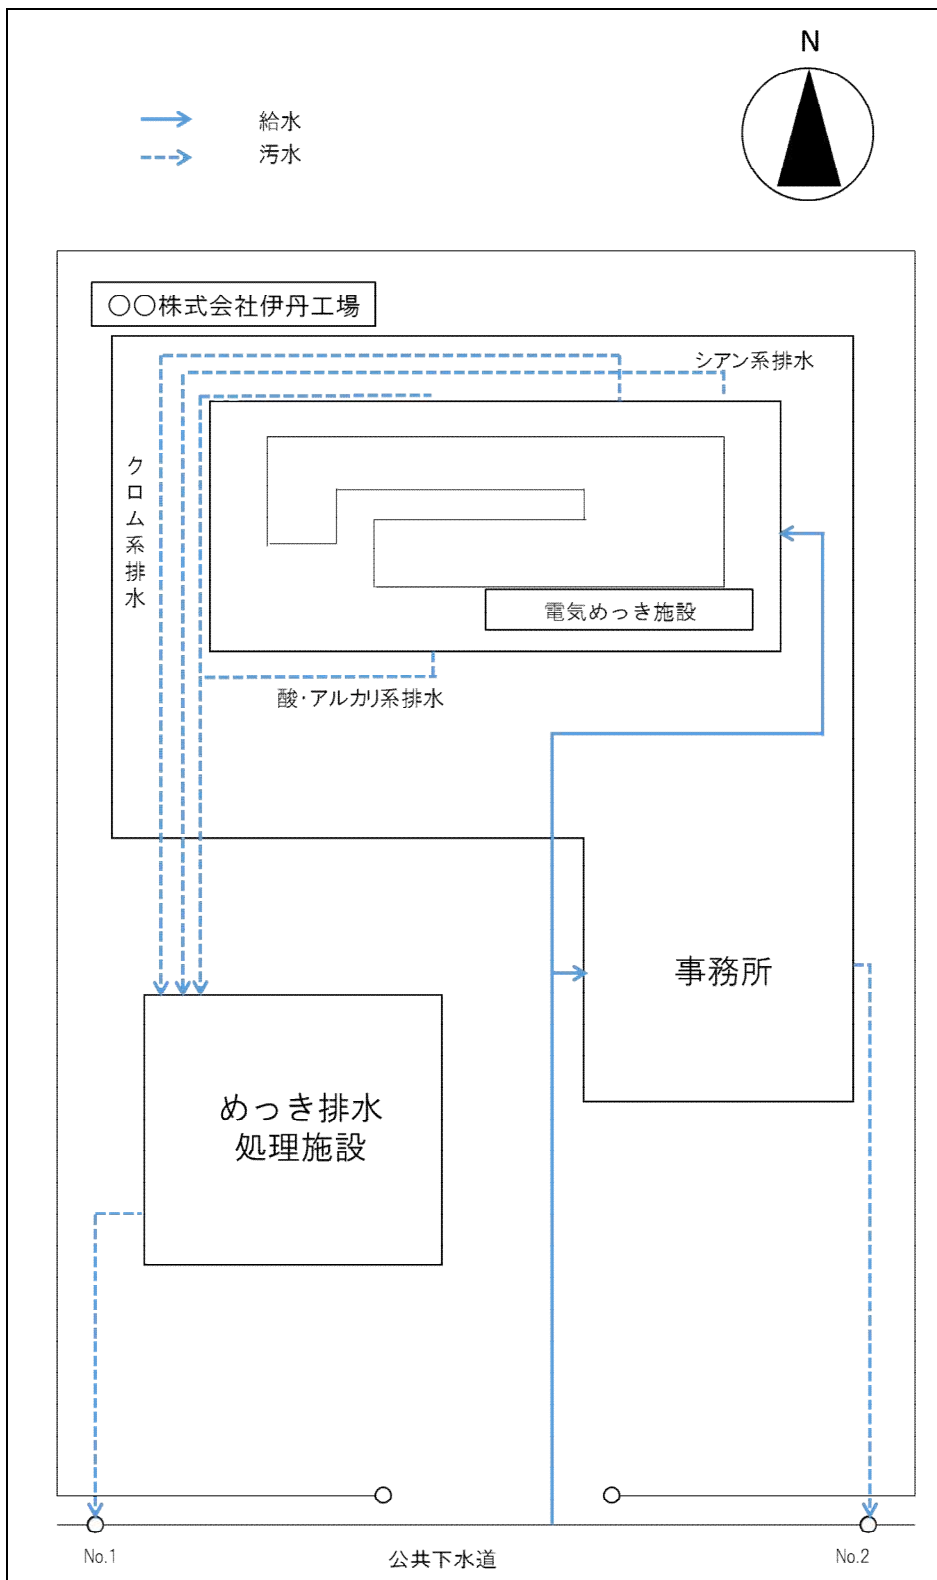 N
給水
汚水
〇〇株式会社伊丹工場
シアン系排水
クロム系排水
電気めっき施設
酸・アルカリ系排水
事務所
めっき排水
処理施設
No.1
公共下水道
No.2